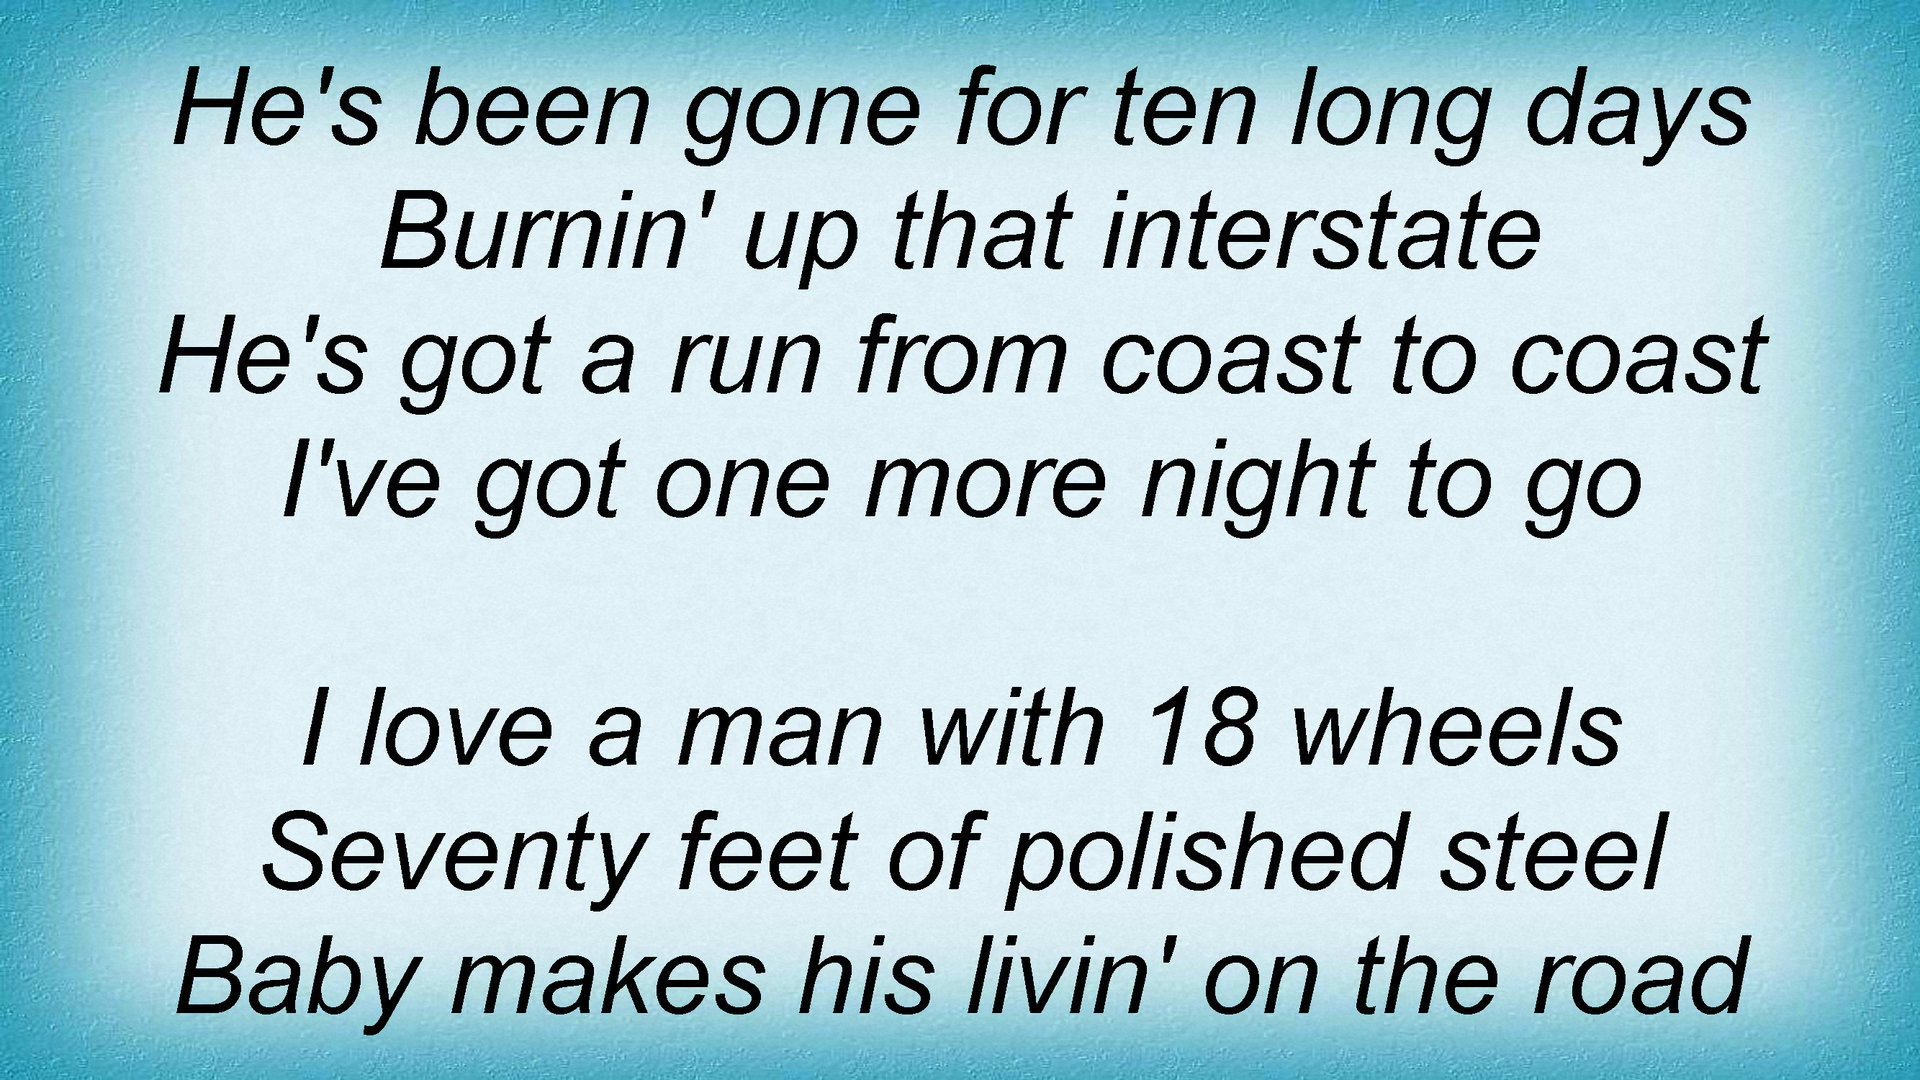 He's been gone for ten long days
Burnin' up that interstate
He's got a run from coast to coast
I've got one more night to go
I love a man with 18 wheels
Seventy feet of polished steel
Baby makes his livin' on the road